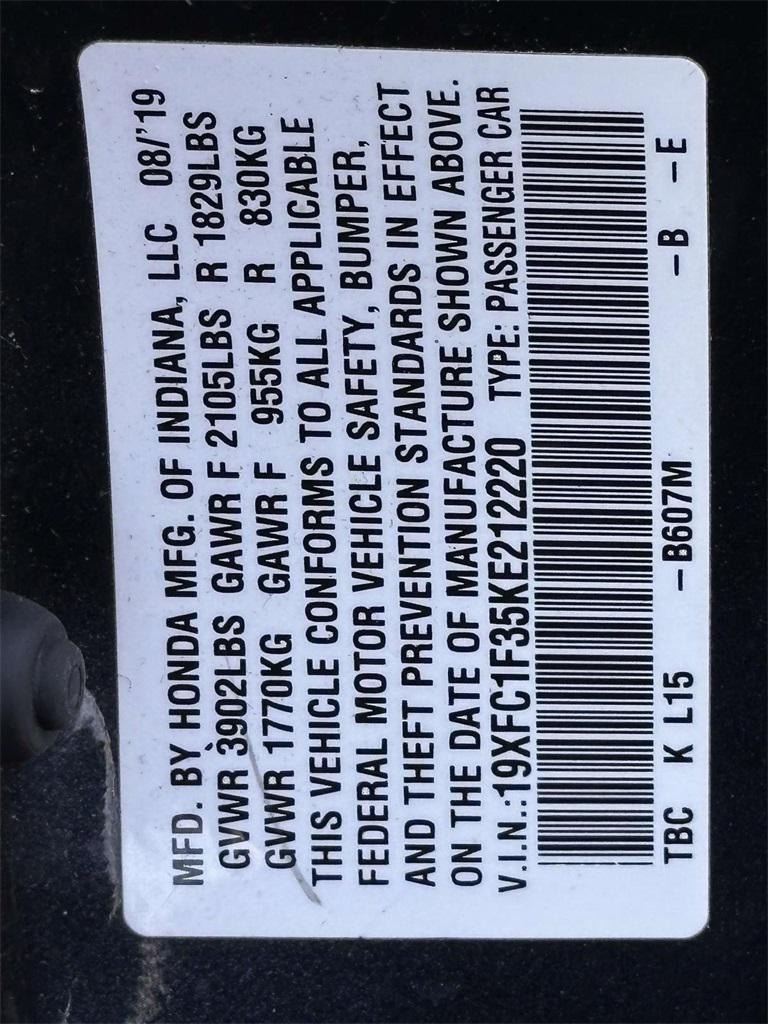 MFD. BY HONDA MFG. OF INDIANA, LLC 08/'19
GVWR 3902LBS GAWR F 2105LBS R 1829LBS
GVWR 1770KG GAWR F 955KG R 830KG
THIS VEHICLE CONFORMS TO ALL APPLICABLE
FEDERAL MOTOR VEHICLE SAFETY, BUMPER,
AND THEFT PREVENTION STANDARDS IN EFFECT
ON THE DATE OF MANUFACTURE SHOWN ABOVE.
V.I.N.:19XFC1F35KE212220 TYPE: PASSENGER CAR
TBC K L15 –B607M –B –E